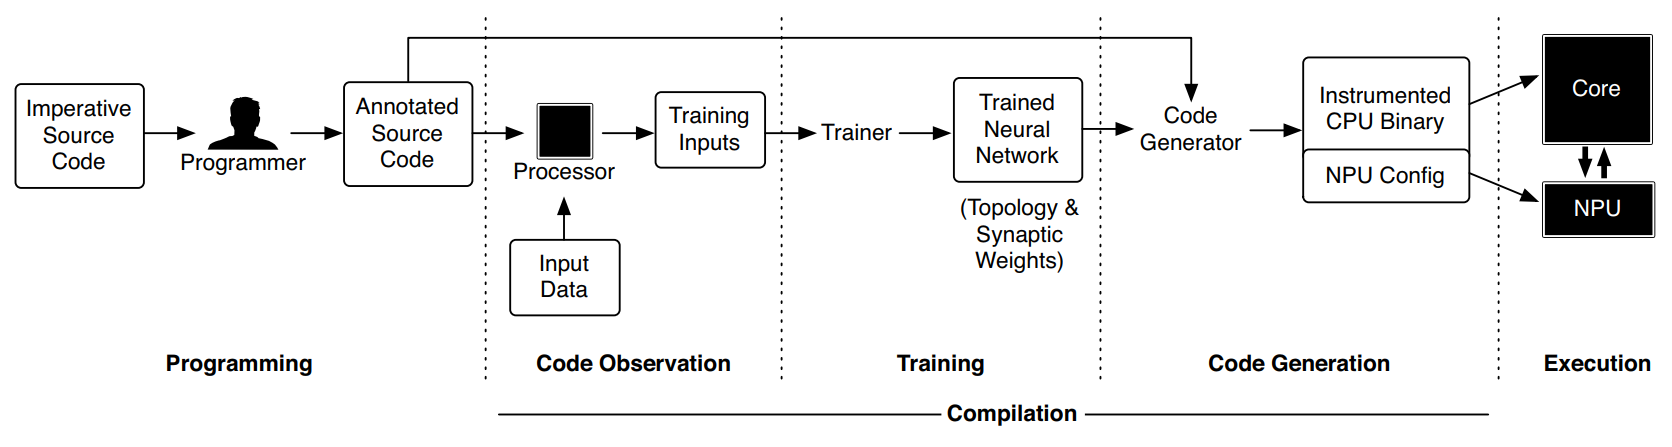 Imperative
Source
Code
Programmer
Annotated
Source
Code
Processor
Input
Data
Training
Inputs
Trainer
Trained
Neural
Network
(Topology &
Synaptic
Weights)
Code
Generator
Instrumented
CPU Binary
NPU Config
Core
NPU
Programming
Code Observation
Training
Code Generation
Execution
Compilation